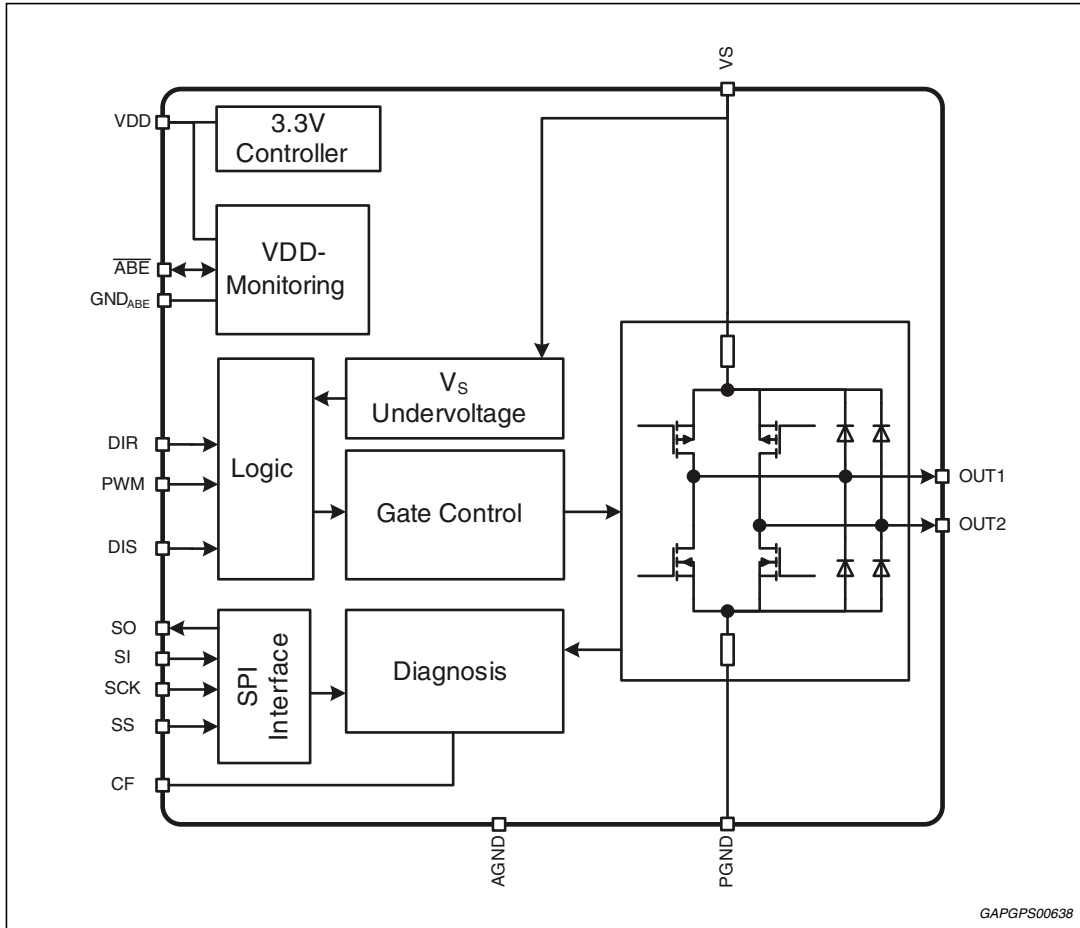 VS
VDD
3.3V
Controller
VDD-
Monitoring
ABE
GNDABE
VS
Undervoltage
DIR
PWM
DIS
Logic
Gate Control
OUT1
OUT2
SO
SI
SCK
SS
SPI
Interface
Diagnosis
CF
AGND
PGND
GAPGPS00638